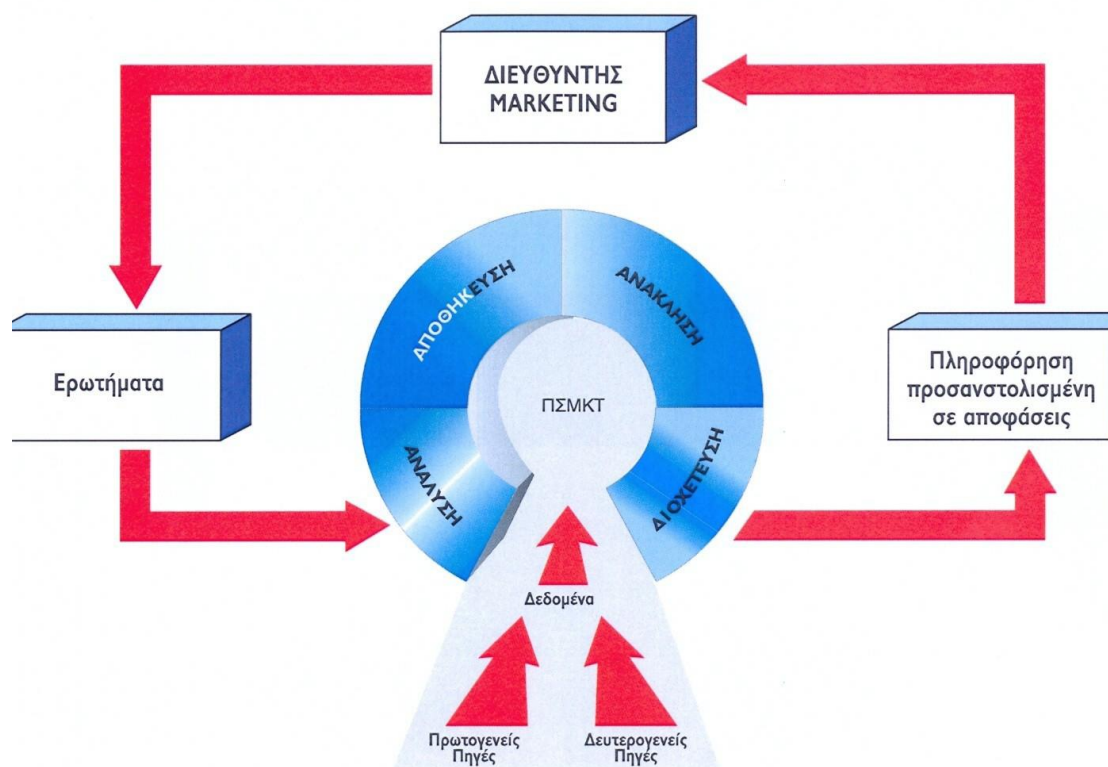 ΔΙΕΥΘΥΝΤΗΣ
MARKETING
Ερωτήματα
Πληροφόρηση
προσανστολισμένη
σε αποφάσεις
ΑΠΟΘΗΚΕΥΣΗ
ΑΝΑΚΛΗΣΗ
ΠΣΜΚΤ
ΑΝΑΛΥΣΗ
ΔΙΟΧΕΤΕΥΣΗ
Δεδομένα
Πρωτογενείς
Πηγές
Δευτερογενείς
Πηγές